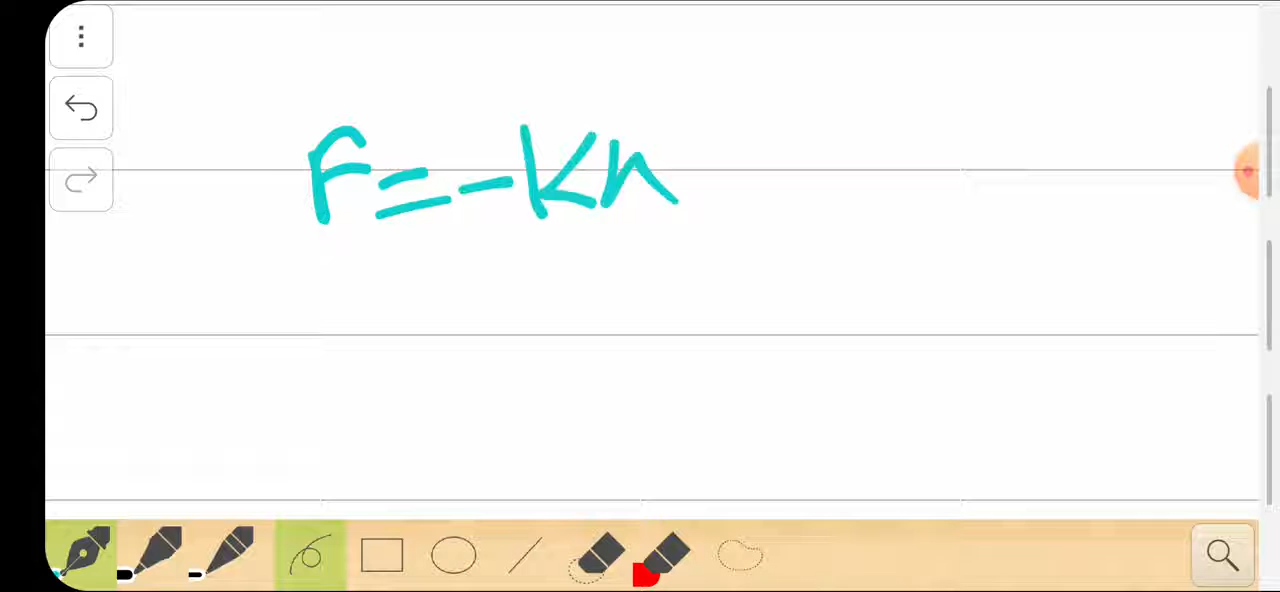 F = - Kn